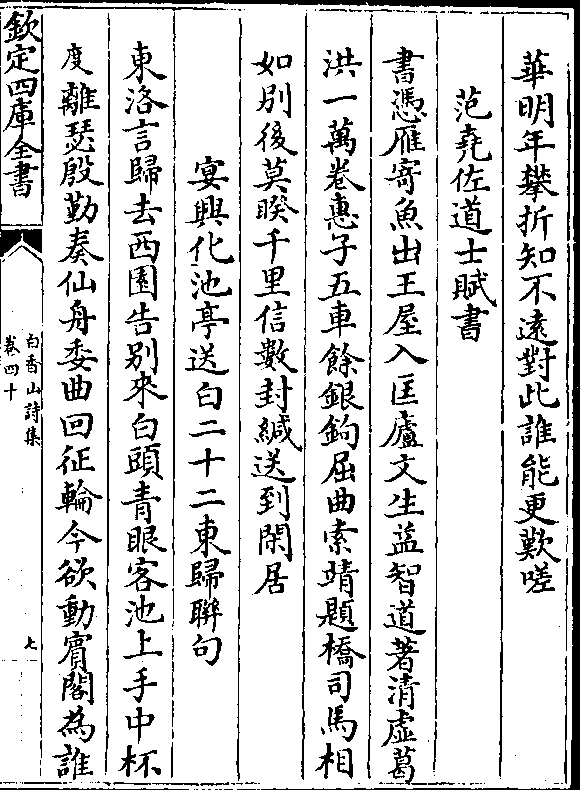 華明年攀折知不遠對此誰能更歎嗟
范堯佐道士賦書
書憑雁寄魚出王屋入匡廬文生益智道著清虛葛
洪一萬卷惠子五車餘銀鉤屈曲索靖題橋司馬相
如别後莫暌千里信數封緘送到閑居
宴興化池亭送白二十二東歸聯句
東洛言歸去西園告别來白頭青眼客池上手中杯
度離瑟殷勤奏仙舟委曲回征輪今欲動賓閣為誰
欽定四庫全書
白香山詩集
卷四十
七